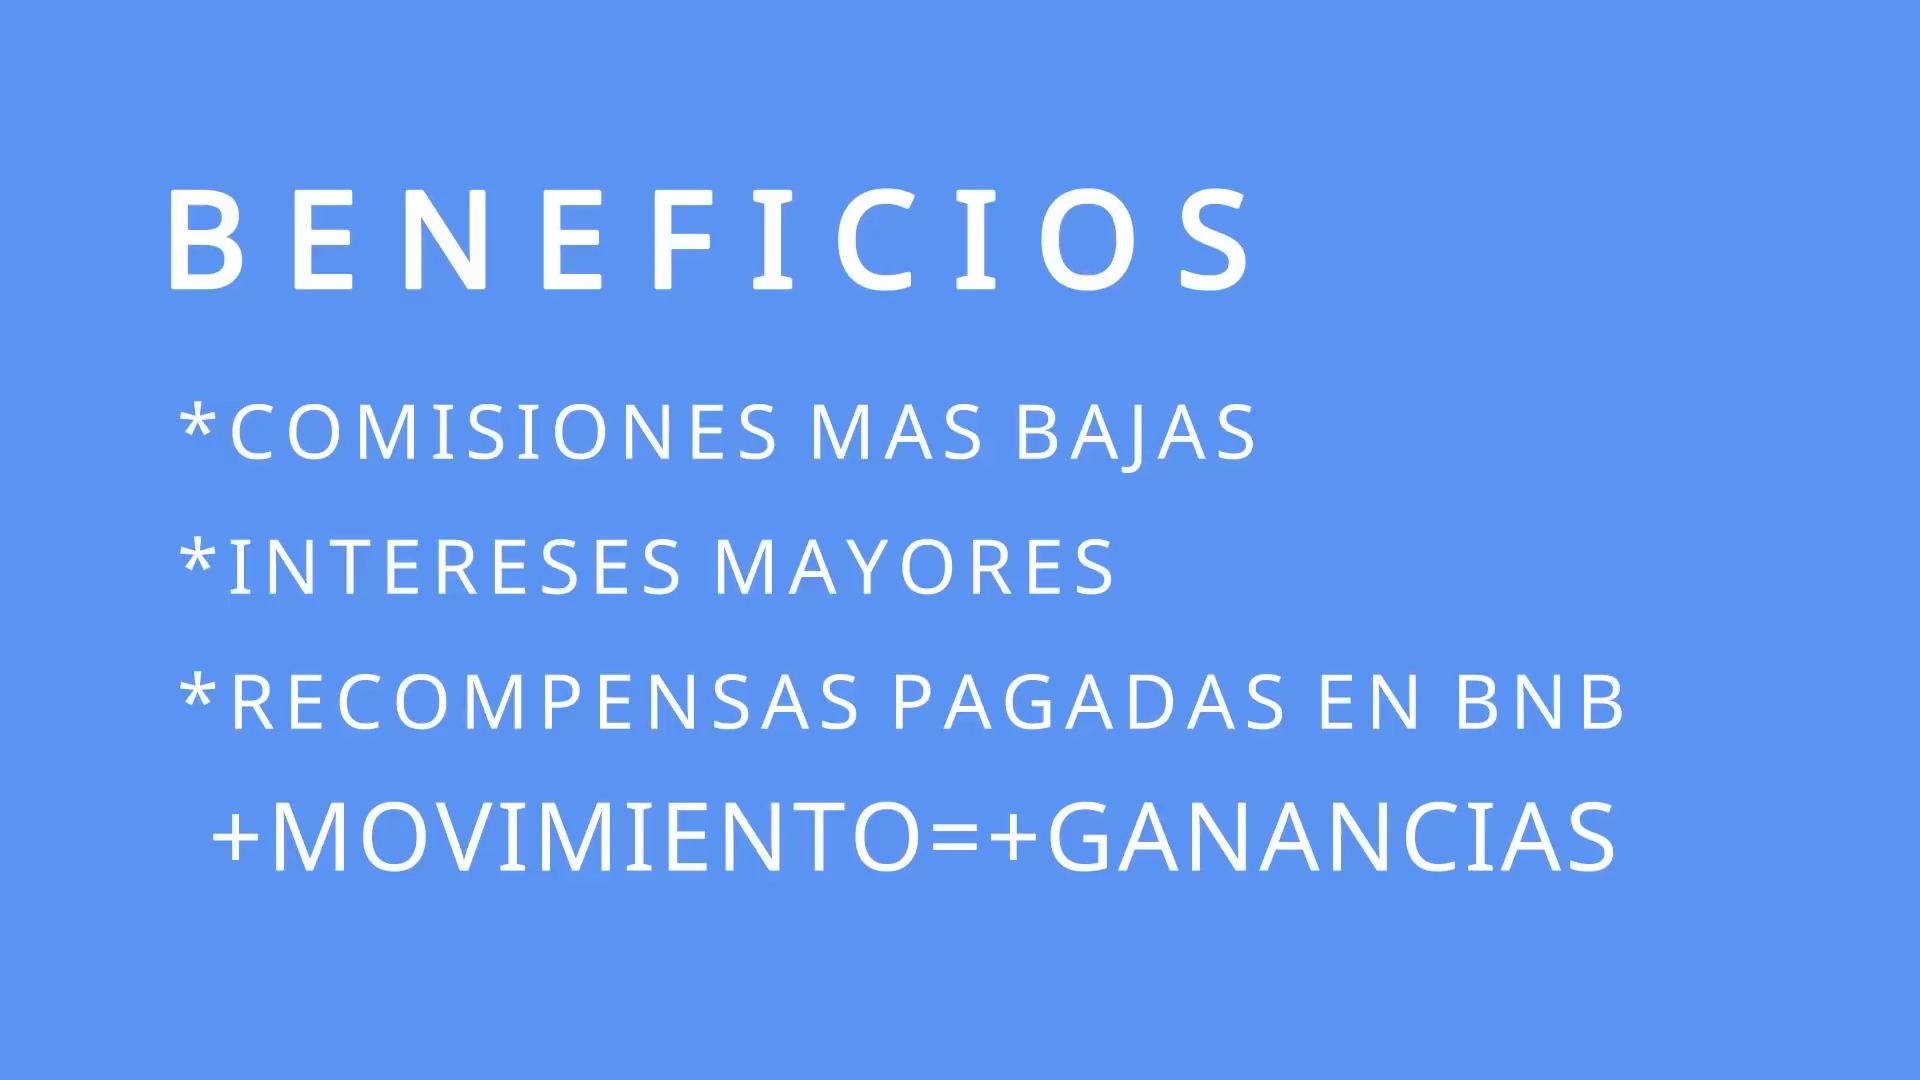 BENEFICIOS
*COMISIONES MAS BAJAS
*INTERESES MAYORES
*RECOMPENSAS PAGADAS EN BNB
+MOVIMIENTO=+GANANCIAS